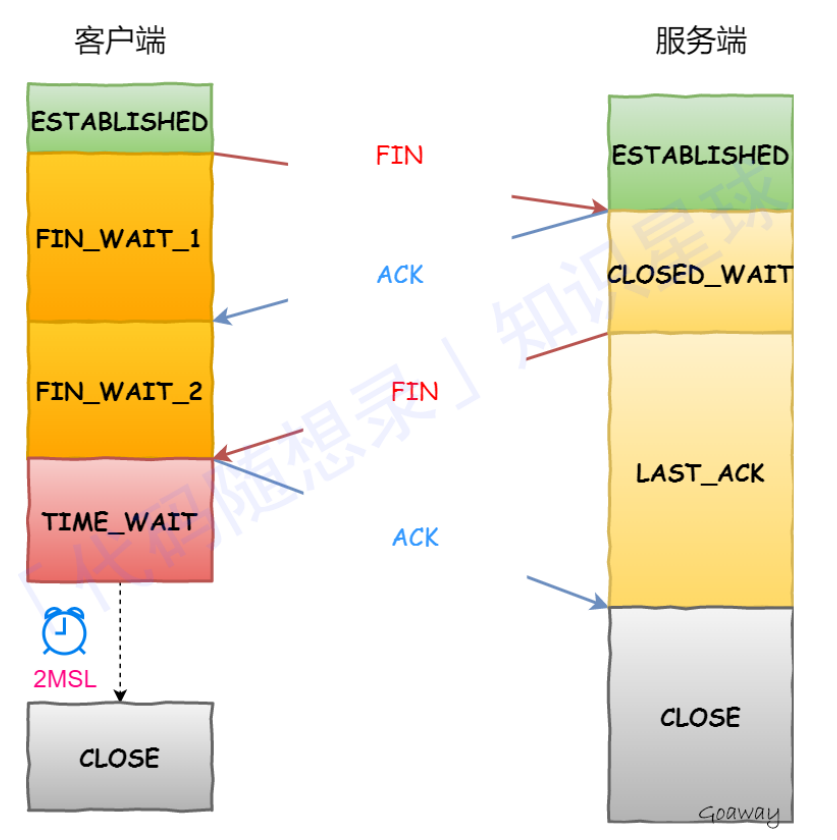 客户端
服务端
ESTABLISHED
FIN
ESTABLISHED
FIN_WAIT_1
ACK
CLOSED_WAIT
FIN_WAIT_2
FIN
LAST_ACK
TIME_WAIT
ACK
2MSL
CLOSE
CLOSE
Goaway
「代码随想录」知识星球